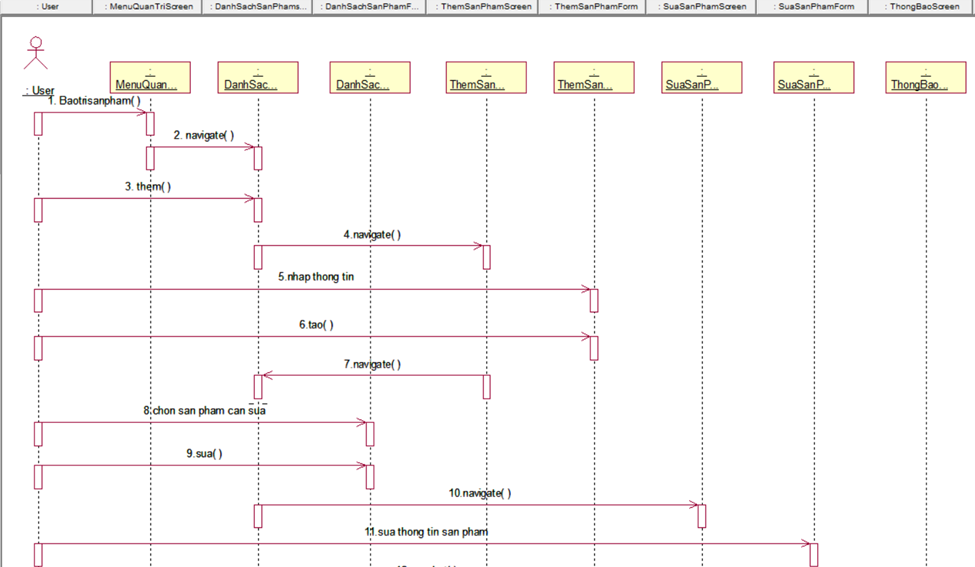 : User
: MenuQuanTriScreen
: DanhSachSanPhams...
: DanhSachSanPhamF...
: ThemSanPhamScreen
: ThemSanPhamForm
: SuaSanPhamScreen
: SuaSanPhamForm
: ThongBaoScreen
: User
:
MenuQuan...
:
DanhSac...
:
DanhSac...
:
ThemSan...
:
ThemSan...
:
SuaSanP...
:
SuaSanP...
:
ThongBao...
1. Baotrisanpham( )
2. navigate( )
3. them( )
4.navigate( )
5.nhap thong tin
6.tao( )
7.navigate( )
8.chon san pham can sua
9.sua( )
10.navigate( )
11.sua thong tin san pham